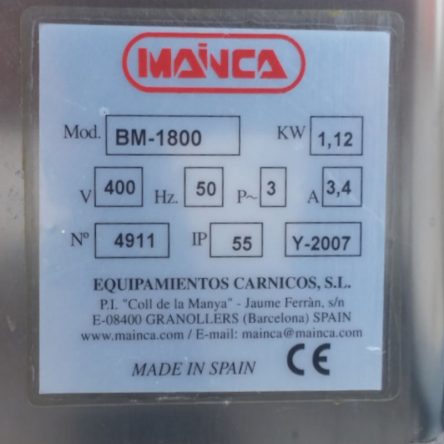 MAINCA
Mod. BM-1800 KW 1,12
V 400 Hz. 50 P~ 3 A 3,4
Nº 4911 IP 55 Y-2007
EQUIPAMIENTOS CARNICOS, S.L.
P.I. "Coll de la Manya" - Jaume Ferràn, s/n
E-08400 GRANOLLERS (Barcelona) SPAIN
www.mainca.com / E-mail: mainca@mainca.com
MADE IN SPAIN CE